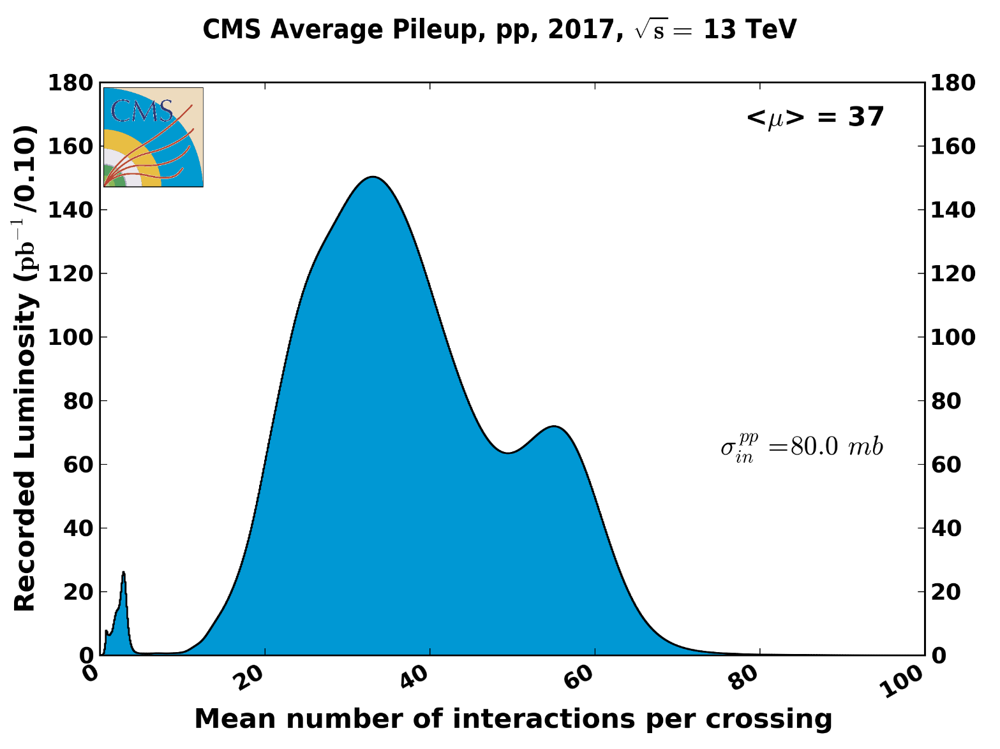 CMS Average Pileup, pp, 2017, √s = 13 TeV
CMS
<μ> = 37
σ_in^pp =80.0 mb
Recorded Luminosity (pb⁻¹/0.10)
180 180
160 160
140 140
120 120
100 100
80 80
60 60
40 40
20 20
0 0
0 20 40 60 80 100
Mean number of interactions per crossing